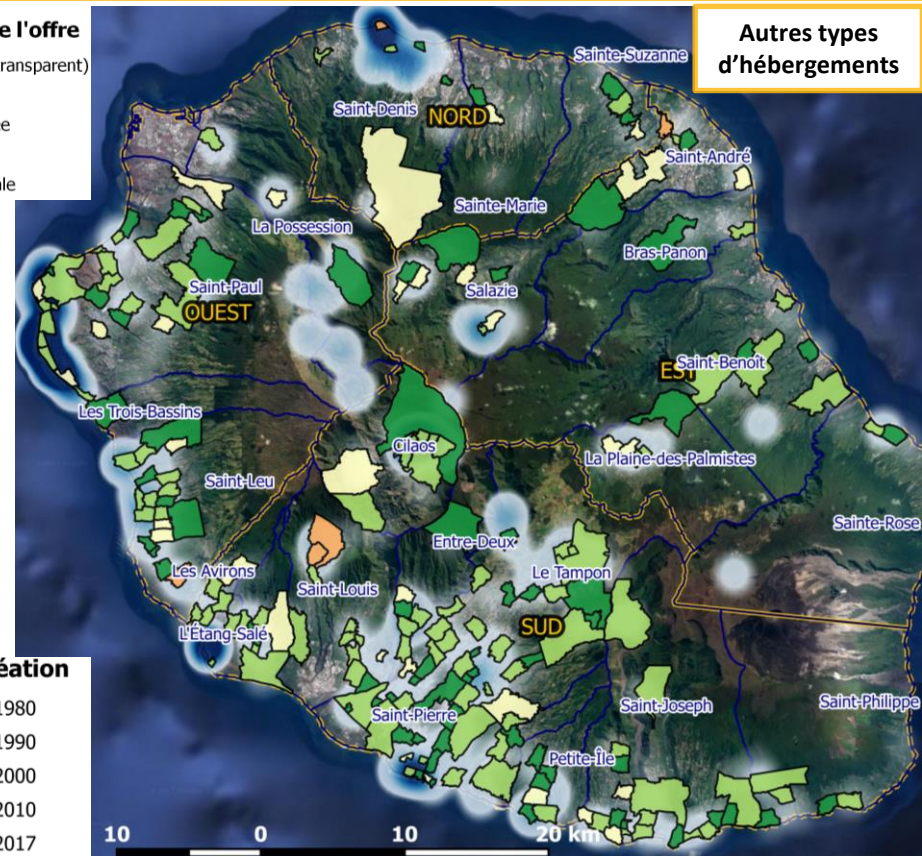 e l'offre
ransparent)
e
ale
Autres types
d'hébergements
Sainte-Suzanne
Saint-Denis
NORD
Saint-André
Sainte-Marie
La Possession
Bras-Panon
Saint-Paul
Salazie
OUEST
EST
Saint-Benoît
Les Trois-Bassins
Cilaos
La Plaine-des-Palmistes
Saint-Leu
Sainte-Rose
Entre-Deux
Les Avirons
Le Tampon
Saint-Louis
SUD
L'Étang-Salé
Saint-Joseph
Saint-Philippe
Saint-Pierre
Petite-Île
éation
1980
1990
2000
2010
2017
10 0 10 20 km